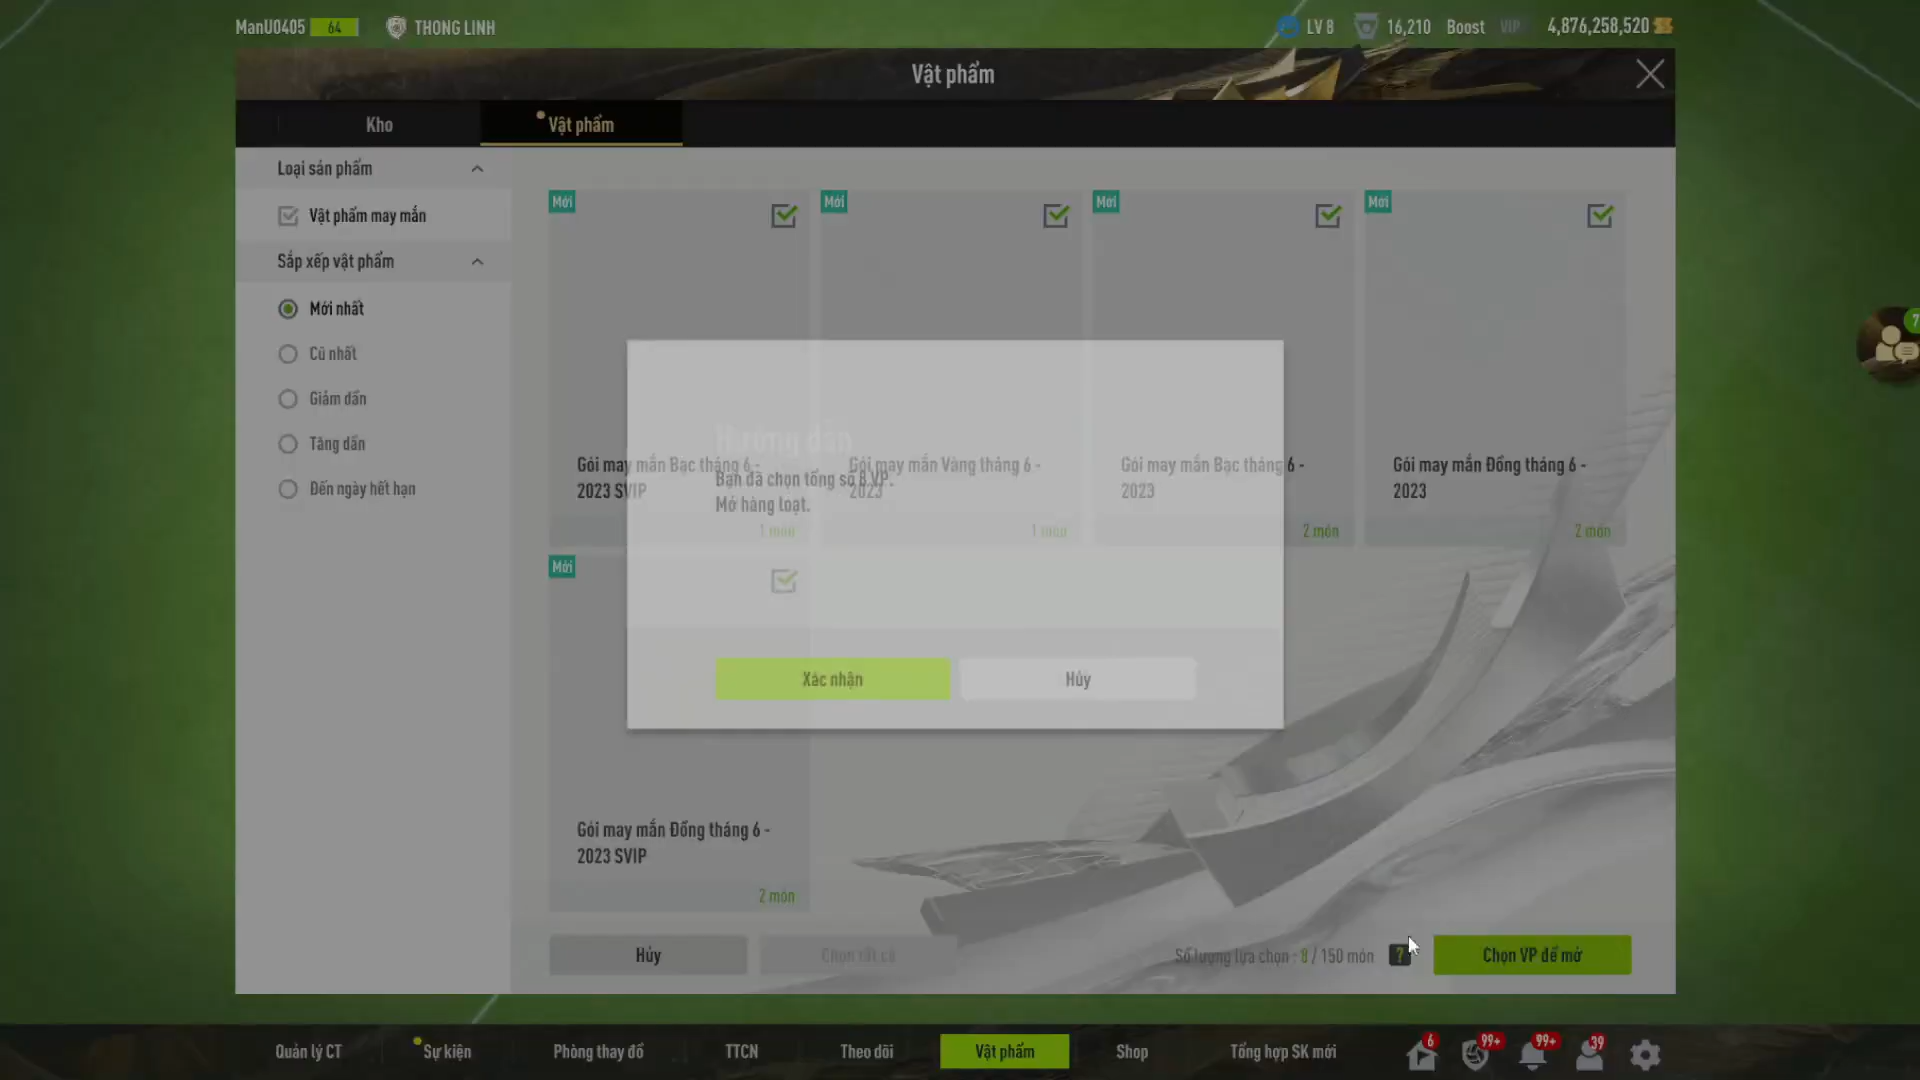 ManU0405 64 THONG LINH LV 8 16,210 Boost VIP 4,876,258,520
Vật phẩm
Kho Vật phẩm
Loại sản phẩm
Vật phẩm may mắn
Sắp xếp vật phẩm
Mới nhất
Cũ nhất
Giảm dần
Tăng dần
Đến ngày hết hạn
Mới Mới Mới Mới
Gói may mắn Bạc tháng 6 -
2023 SVIP
1 món
Gói may mắn Vàng tháng 6 -
2023
1 món
Gói may mắn Bạc tháng 6 -
2023
2 món
Gói may mắn Đồng tháng 6 -
2023
2 món
Mới
Gói may mắn Đồng tháng 6 -
2023 SVIP
2 món
Hướng dẫn
Bạn đã chọn tổng số 8 VP.
Mở hàng loạt.
Xác nhận Hủy
Hủy Chọn tất cả Số lượng lựa chọn : 8 / 150 món ? Chọn VP để mở
7
Quản lý CT Sự kiện Phòng thay đồ TTCN Theo dõi Vật phẩm Shop Tổng hợp SK mới 6 99+ 99+ 39